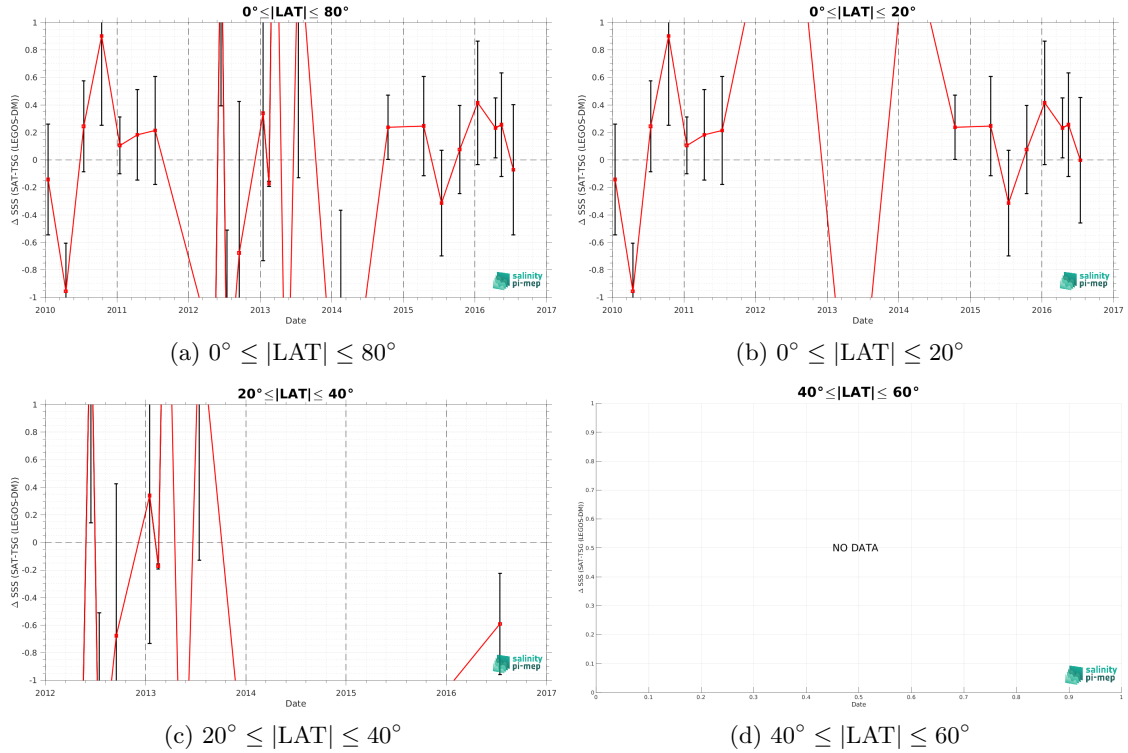 0°≤|LAT|≤ 80°
1
0.8
0.6
0.4
0.2
0
-0.2
-0.4
-0.6
-0.8
-1
Δ SSS (SAT-TSG (LEGOS-DM))
2010 2011 2012 2013 2014 2015 2016 2017
Date
salinity
pi-mep
(a) 0° ≤ |LAT| ≤ 80°
0°≤|LAT|≤ 20°
1
0.8
0.6
0.4
0.2
0
-0.2
-0.4
-0.6
-0.8
-1
Δ SSS (SAT-TSG (LEGOS-DM))
2010 2011 2012 2013 2014 2015 2016 2017
Date
salinity
pi-mep
(b) 0° ≤ |LAT| ≤ 20°
20°≤|LAT|≤ 40°
1
0.8
0.6
0.4
0.2
0
-0.2
-0.4
-0.6
-0.8
-1
Δ SSS (SAT-TSG (LEGOS-DM))
2012 2013 2014 2015 2016 2017
Date
salinity
pi-mep
(c) 20° ≤ |LAT| ≤ 40°
40°≤|LAT|≤ 60°
1
0.9
0.8
0.7
0.6
0.5
0.4
0.3
0.2
0.1
0
Δ SSS (SAT-TSG (LEGOS-DM))
NO DATA
0 0.1 0.2 0.3 0.4 0.5 0.6 0.7 0.8 0.9 1
Date
salinity
pi-mep
(d) 40° ≤ |LAT| ≤ 60°